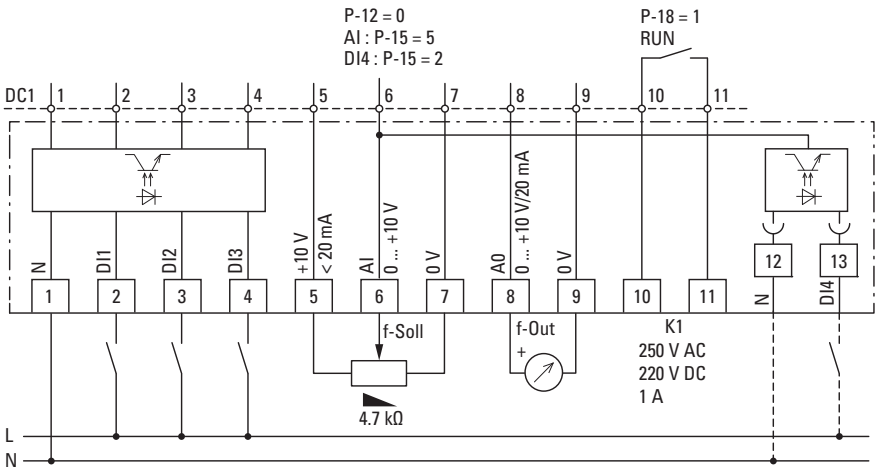 P-12 = 0
AI : P-15 = 5
DI4 : P-15 = 2
P-18 = 1
RUN
DC1 1 2 3 4 5 6 7 8 9 10 11
N
DI1
DI2
DI3
+10 V
< 20 mA
AI
0 ... +10 V
0 V
A0
0 ... +10 V/20 mA
0 V
12 13
N
DI4
1 2 3 4 5 6 7 8 9 10 11
f-Soll
f-Out
+
K1
250 V AC
220 V DC
1 A
4.7 kΩ
L
N